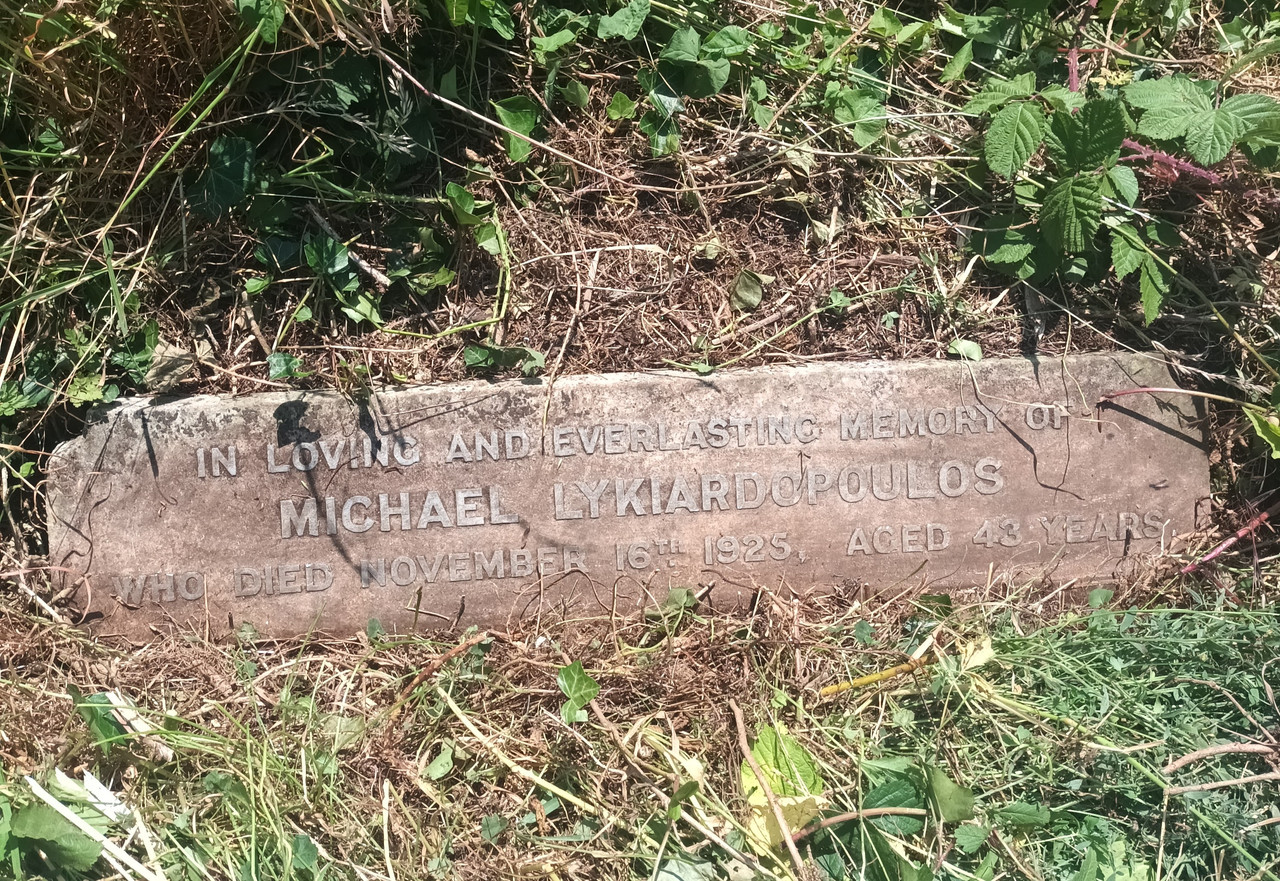 IN LOVING AND EVERLASTING MEMORY OF
MICHAEL LYKIARDOPOULOS
WHO DIED NOVEMBER 16TH 1925, AGED 43 YEARS